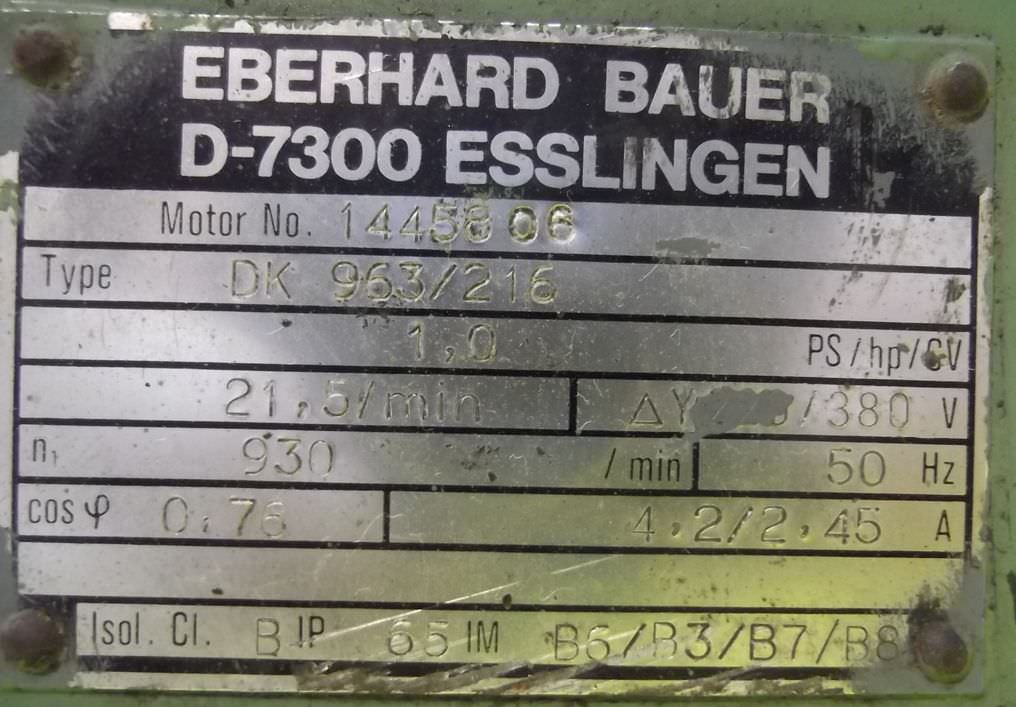 EBERHARD BAUER
D-7300 ESSLINGEN
Motor No. 1445806
Type DK 963/216
1,0 PS/hp/CV
21,5/min ΔY /380 V
n₁ 930 /min 50 Hz
cos φ 0,76 4,2/2,45 A
Isol. Cl. B IP 65 IM B6/B3/B7/B8